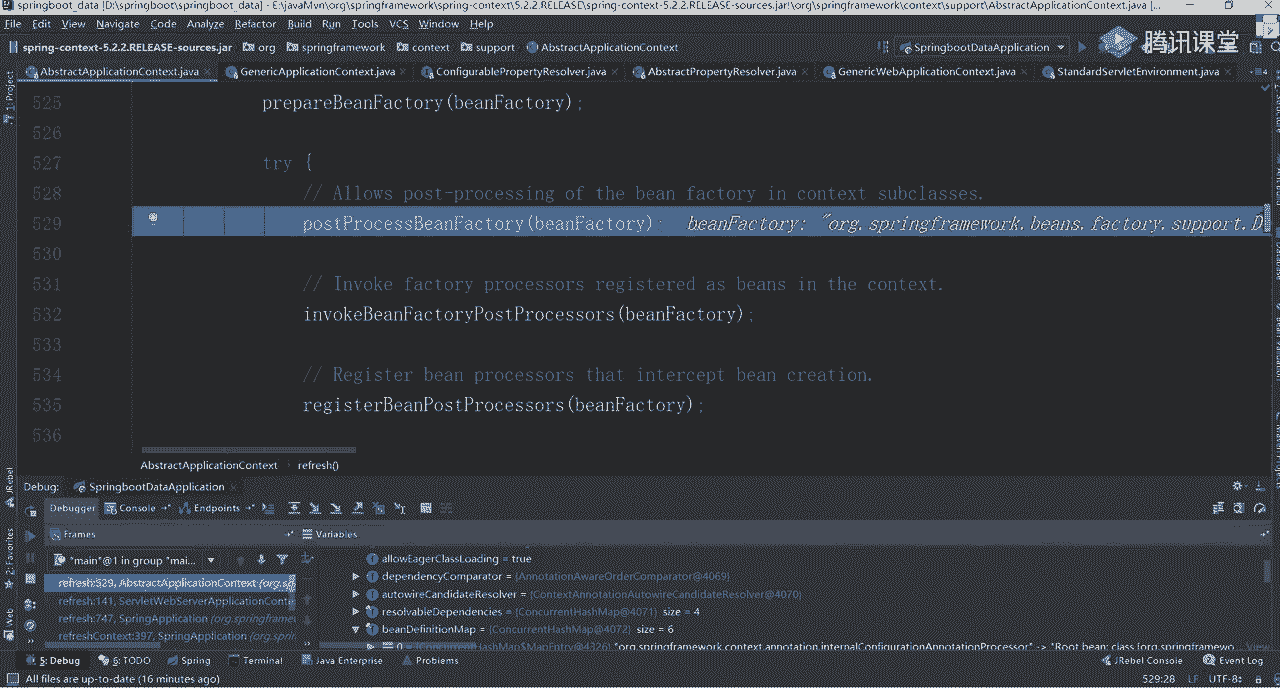 springboot_data [D:\springboot\springboot_data] - E:\javaMvn\org\springframework\spring-context\5.2.2.RELEASE\spring-context-5.2.2.RELEASE-sources.jar!\org\springframework\context\support\AbstractApplicationContext.java [...
File Edit View Navigate Code Analyze Refactor Build Run Tools VCS Window Help
spring-context-5.2.2.RELEASE-sources.jar org springframework context support AbstractApplicationContext SpringbootDataApplication 腾讯课堂
AbstractApplicationContext.java GenericApplicationContext.java ConfigurablePropertyResolver.java AbstractPropertyResolver.java GenericWebApplicationContext.java StandardServletEnvironment.java
1: Project
525 prepareBeanFactory(beanFactory);
526
527 try {
528 // Allows post-processing of the bean factory in context subclasses.
529 postProcessBeanFactory(beanFactory); beanFactory: "org.springframework.beans.factory.support.D
530
531 // Invoke factory processors registered as beans in the context.
532 invokeBeanFactoryPostProcessors(beanFactory);
533
534 // Register bean processors that intercept bean creation.
535 registerBeanPostProcessors(beanFactory);
536
AbstractApplicationContext refresh()
JRebel
2: Favorites
Web
Debug: SpringbootDataApplication
Debugger Console Endpoints
Frames Variables
"main"@1 in group "mai...
refresh:529, AbstractApplicationContext (org.sp
refresh:141, ServletWebServerApplicationConte
refresh:747, SpringApplication (org.springframew
refreshContext:397, SpringApplication (org.sprin
allowEagerClassLoading = true
dependencyComparator = {AnnotationAwareOrderComparator@4069}
autowireCandidateResolver = {ContextAnnotationAutowireCandidateResolver@4070}
resolvableDependencies = {ConcurrentHashMap@4071} size = 4
beanDefinitionMap = {ConcurrentHashMap@4072} size = 6
0 = {ConcurrentHashMap$MapEntry@4326} "org.springframework.context.annotation.internalConfigurationAnnotationProcessor" -> "Root bean: class [org.springframewo... View
5: Debug 6: TODO Spring Terminal Java Enterprise Problems JRebel Console Event Log
All files are up-to-date (16 minutes ago) 529:28 LF UTF-8